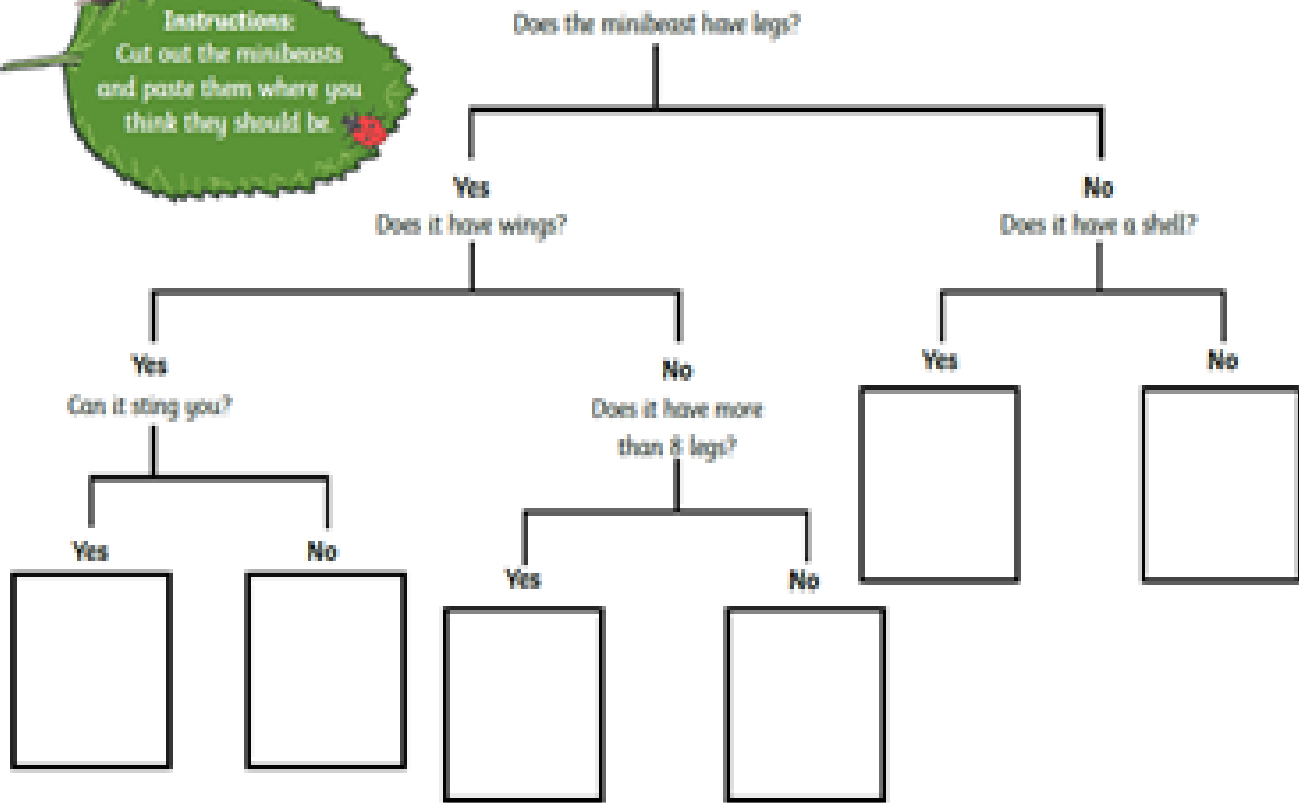 Instructions:
Cut out the minibeasts
and paste them where you
think they should be.
Does the minibeast have legs?
Yes
No
Does it have wings?
Does it have a shell?
Yes
No
Yes
No
Can it sting you?
Does it have more
than 8 legs?
Yes
No
Yes
No